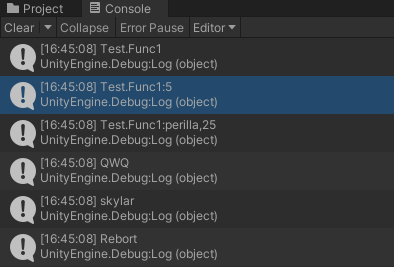 Project
Console
Clear Collapse Error Pause Editor
[16:45:08] Test.Func1
UnityEngine.Debug:Log (object)
[16:45:08] Test.Func1:5
UnityEngine.Debug:Log (object)
[16:45:08] Test.Func1:perilla,25
UnityEngine.Debug:Log (object)
[16:45:08] QWQ
UnityEngine.Debug:Log (object)
[16:45:08] skylar
UnityEngine.Debug:Log (object)
[16:45:08] Rebort
UnityEngine.Debug:Log (object)